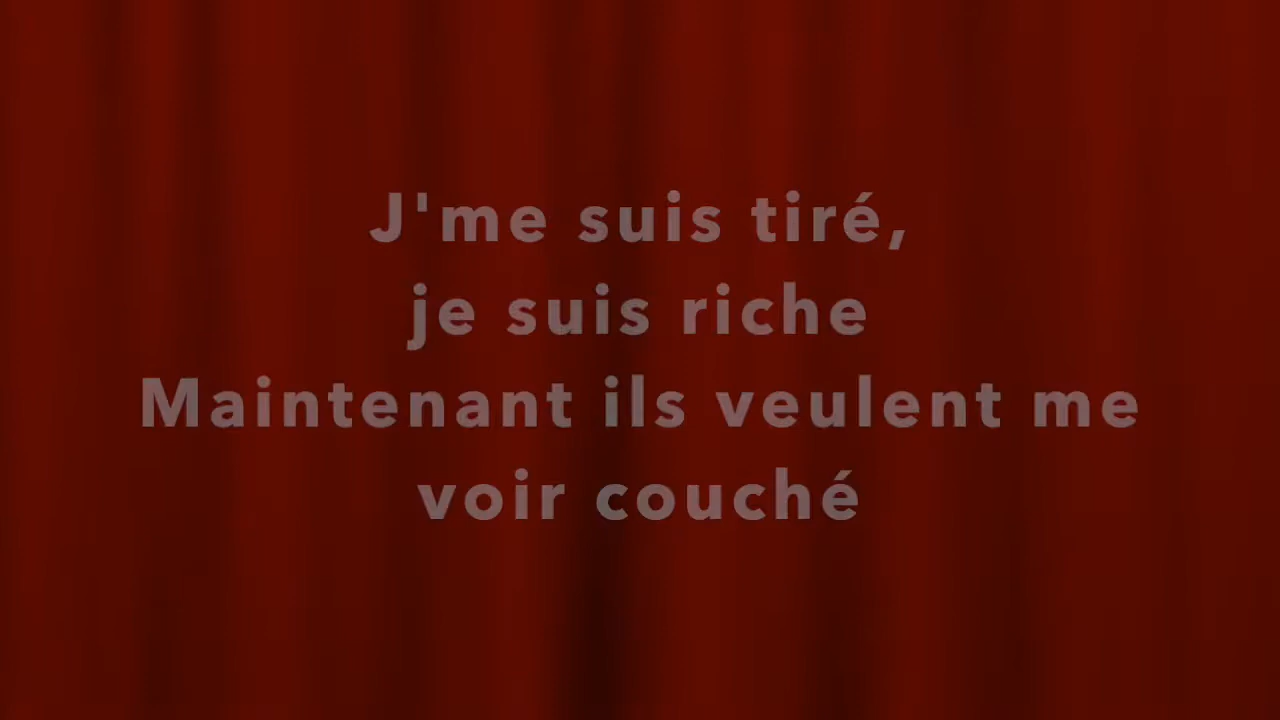 J'me suis tiré,
je suis riche
Maintenant ils veulent me
voir couché